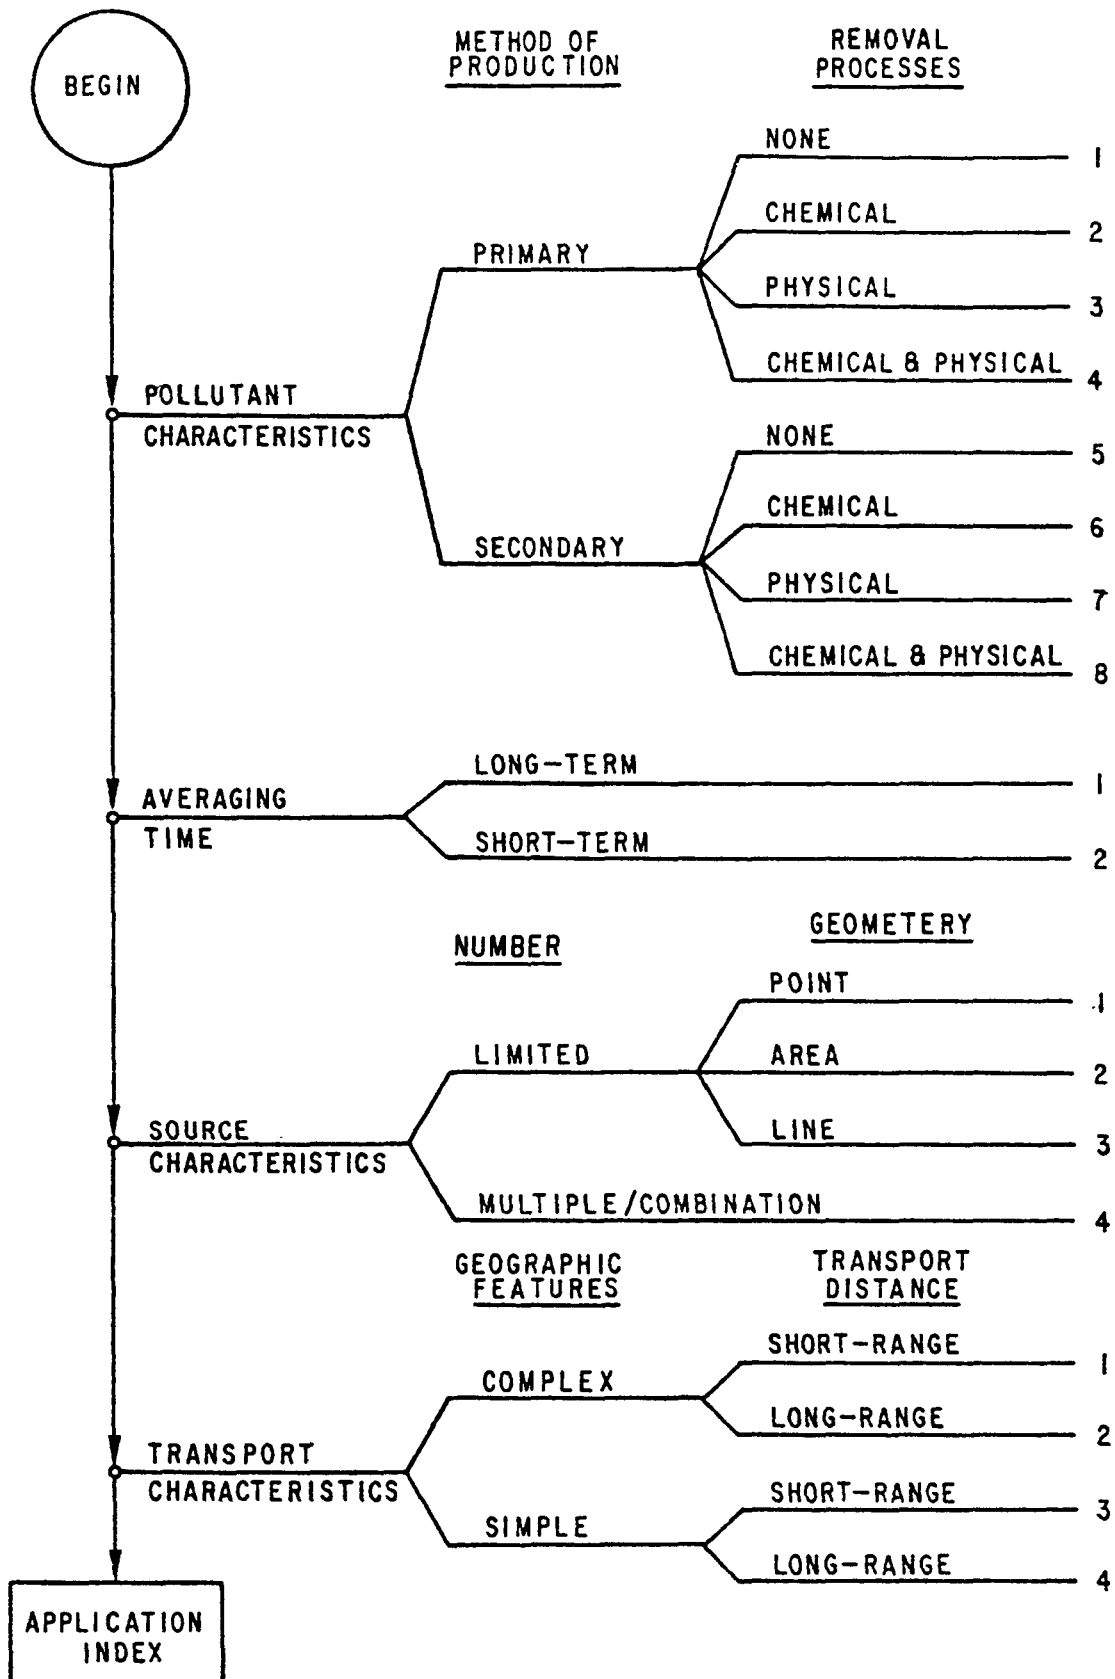 BEGIN
METHOD OF
PRODUCTION
REMOVAL
PROCESSES
NONE 1
CHEMICAL 2
PRIMARY
PHYSICAL 3
CHEMICAL & PHYSICAL 4
POLLUTANT
CHARACTERISTICS
NONE 5
CHEMICAL 6
SECONDARY
PHYSICAL 7
CHEMICAL & PHYSICAL 8
LONG-TERM 1
AVERAGING
TIME
SHORT-TERM 2
NUMBER
GEOMETERY
POINT 1
LIMITED
AREA 2
LINE 3
SOURCE
CHARACTERISTICS
MULTIPLE/COMBINATION 4
GEOGRAPHIC
FEATURES
TRANSPORT
DISTANCE
SHORT-RANGE 1
COMPLEX
LONG-RANGE 2
TRANSPORT
CHARACTERISTICS
SHORT-RANGE 3
SIMPLE
LONG-RANGE 4
APPLICATION
INDEX